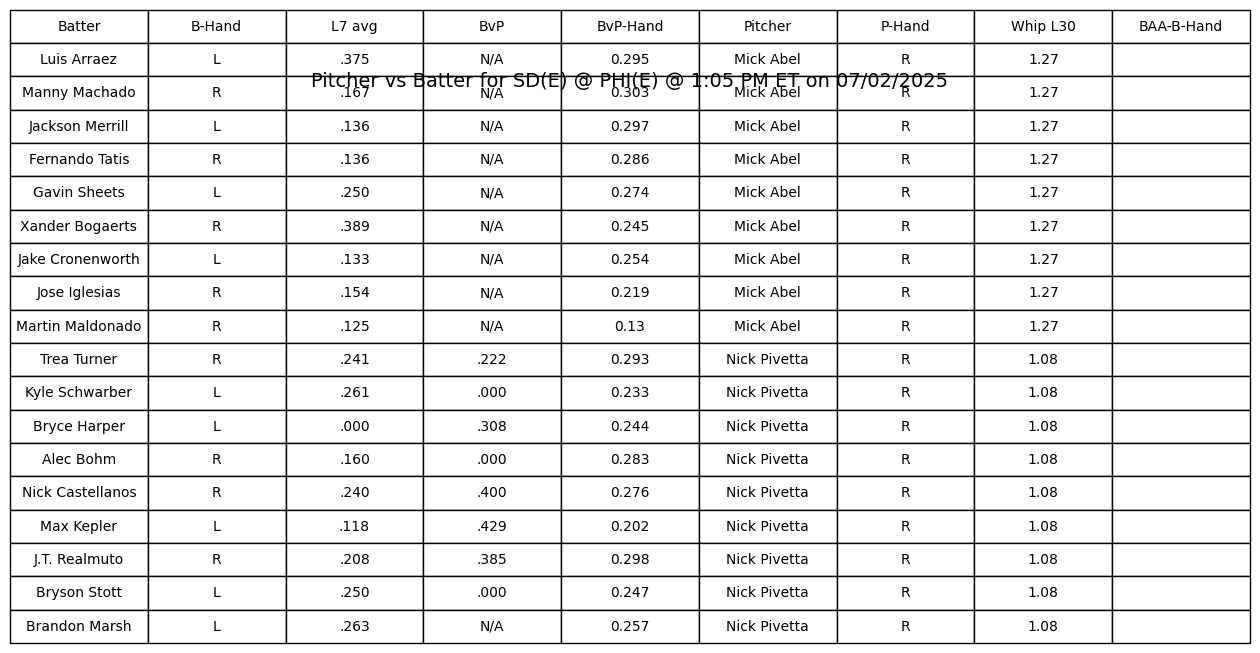 Batter B-Hand L7 avg BvP BvP-Hand Pitcher P-Hand Whip L30 BAA-B-Hand
Luis Arraez L .375 N/A 0.295 Mick Abel R 1.27
Pitcher vs Batter for SD(E) @ PHI(E) @ 1:05 PM ET on 07/02/2025
Manny Machado R .167 N/A 0.303 Mick Abel R 1.27
Jackson Merrill L .136 N/A 0.297 Mick Abel R 1.27
Fernando Tatis R .136 N/A 0.286 Mick Abel R 1.27
Gavin Sheets L .250 N/A 0.274 Mick Abel R 1.27
Xander Bogaerts R .389 N/A 0.245 Mick Abel R 1.27
Jake Cronenworth L .133 N/A 0.254 Mick Abel R 1.27
Jose Iglesias R .154 N/A 0.219 Mick Abel R 1.27
Martin Maldonado R .125 N/A 0.13 Mick Abel R 1.27
Trea Turner R .241 .222 0.293 Nick Pivetta R 1.08
Kyle Schwarber L .261 .000 0.233 Nick Pivetta R 1.08
Bryce Harper L .000 .308 0.244 Nick Pivetta R 1.08
Alec Bohm R .160 .000 0.283 Nick Pivetta R 1.08
Nick Castellanos R .240 .400 0.276 Nick Pivetta R 1.08
Max Kepler L .118 .429 0.202 Nick Pivetta R 1.08
J.T. Realmuto R .208 .385 0.298 Nick Pivetta R 1.08
Bryson Stott L .250 .000 0.247 Nick Pivetta R 1.08
Brandon Marsh L .263 N/A 0.257 Nick Pivetta R 1.08